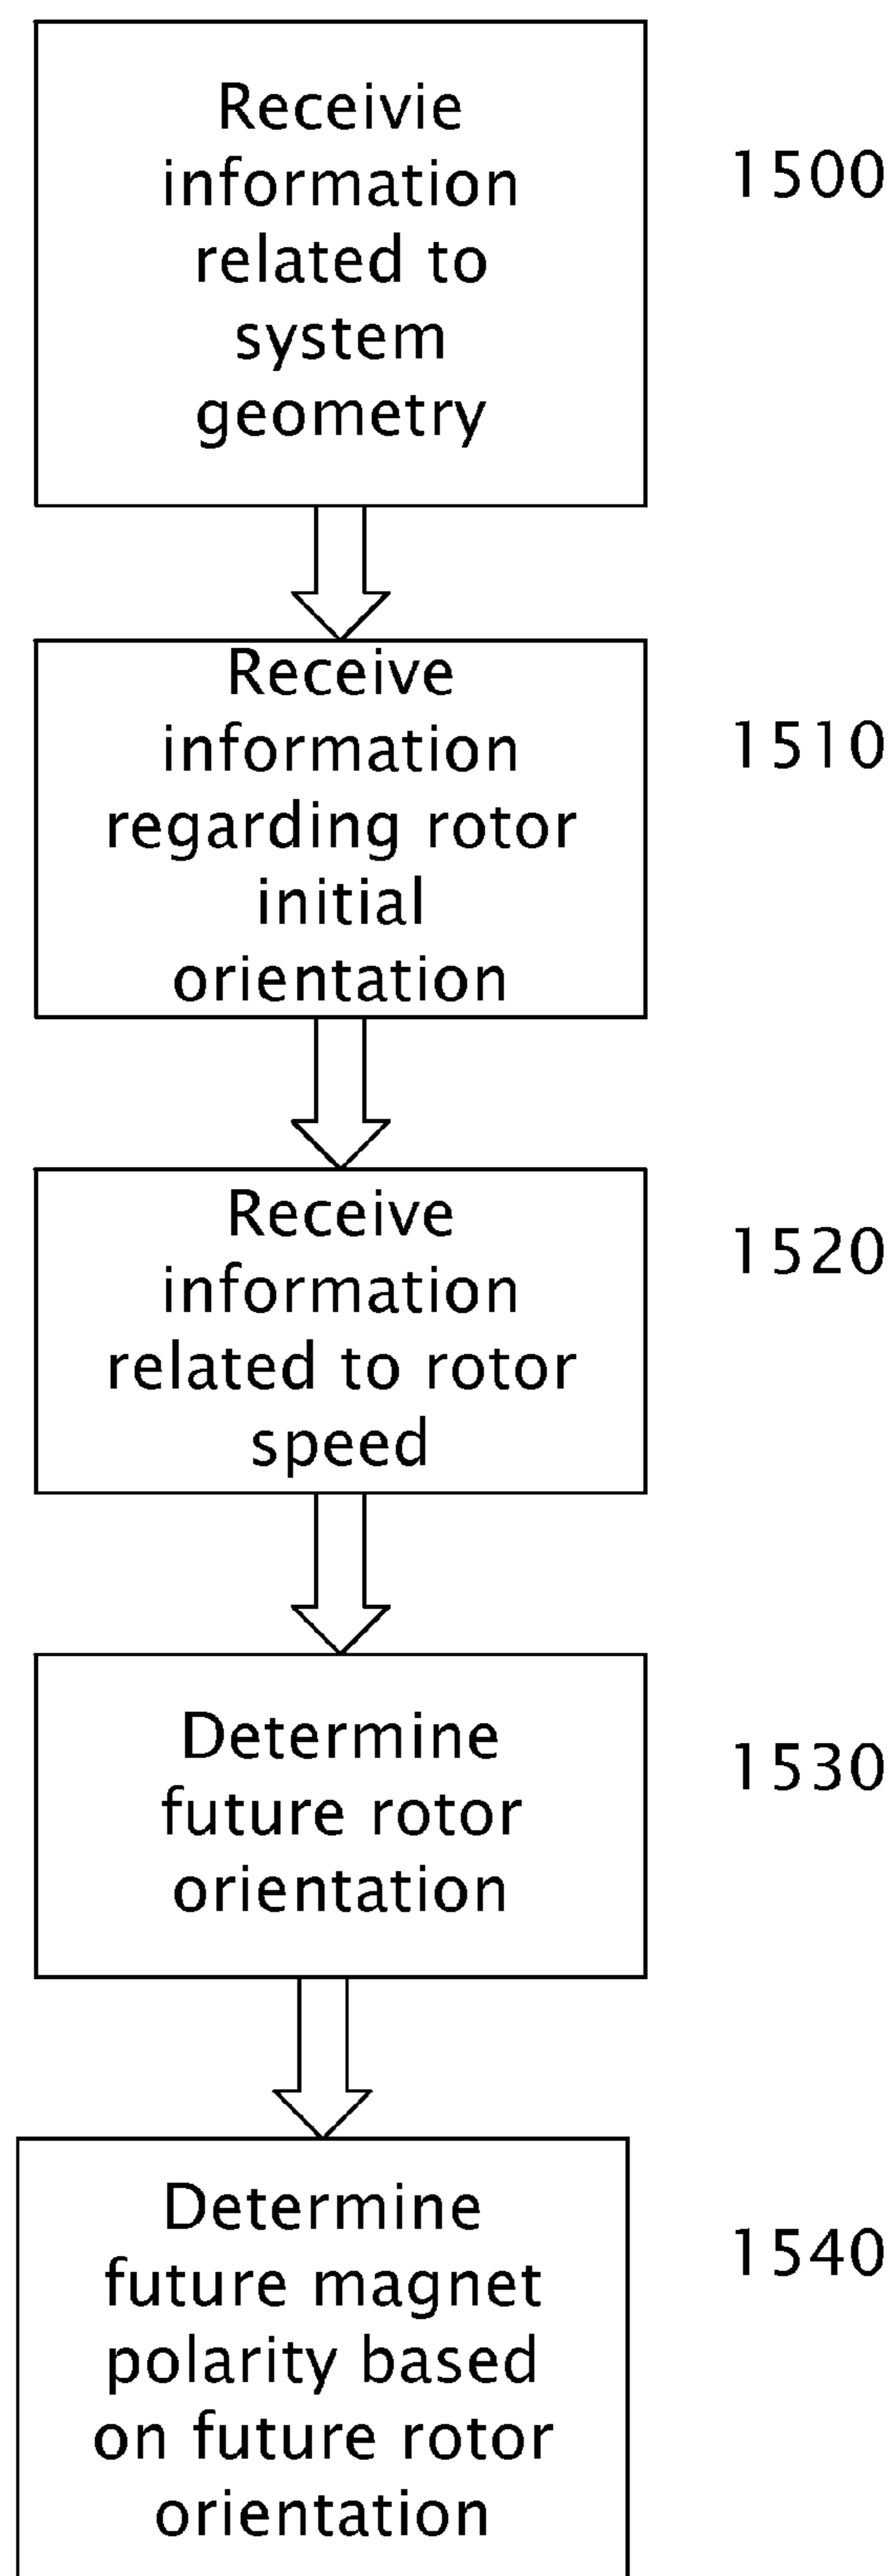 Receivie
information
related to
system
geometry
1500
Receive
information
regarding rotor
initial
orientation
1510
Receive
information
related to rotor
speed
1520
Determine
future rotor
orientation
1530
Determine
future magnet
polarity based
on future rotor
orientation
1540